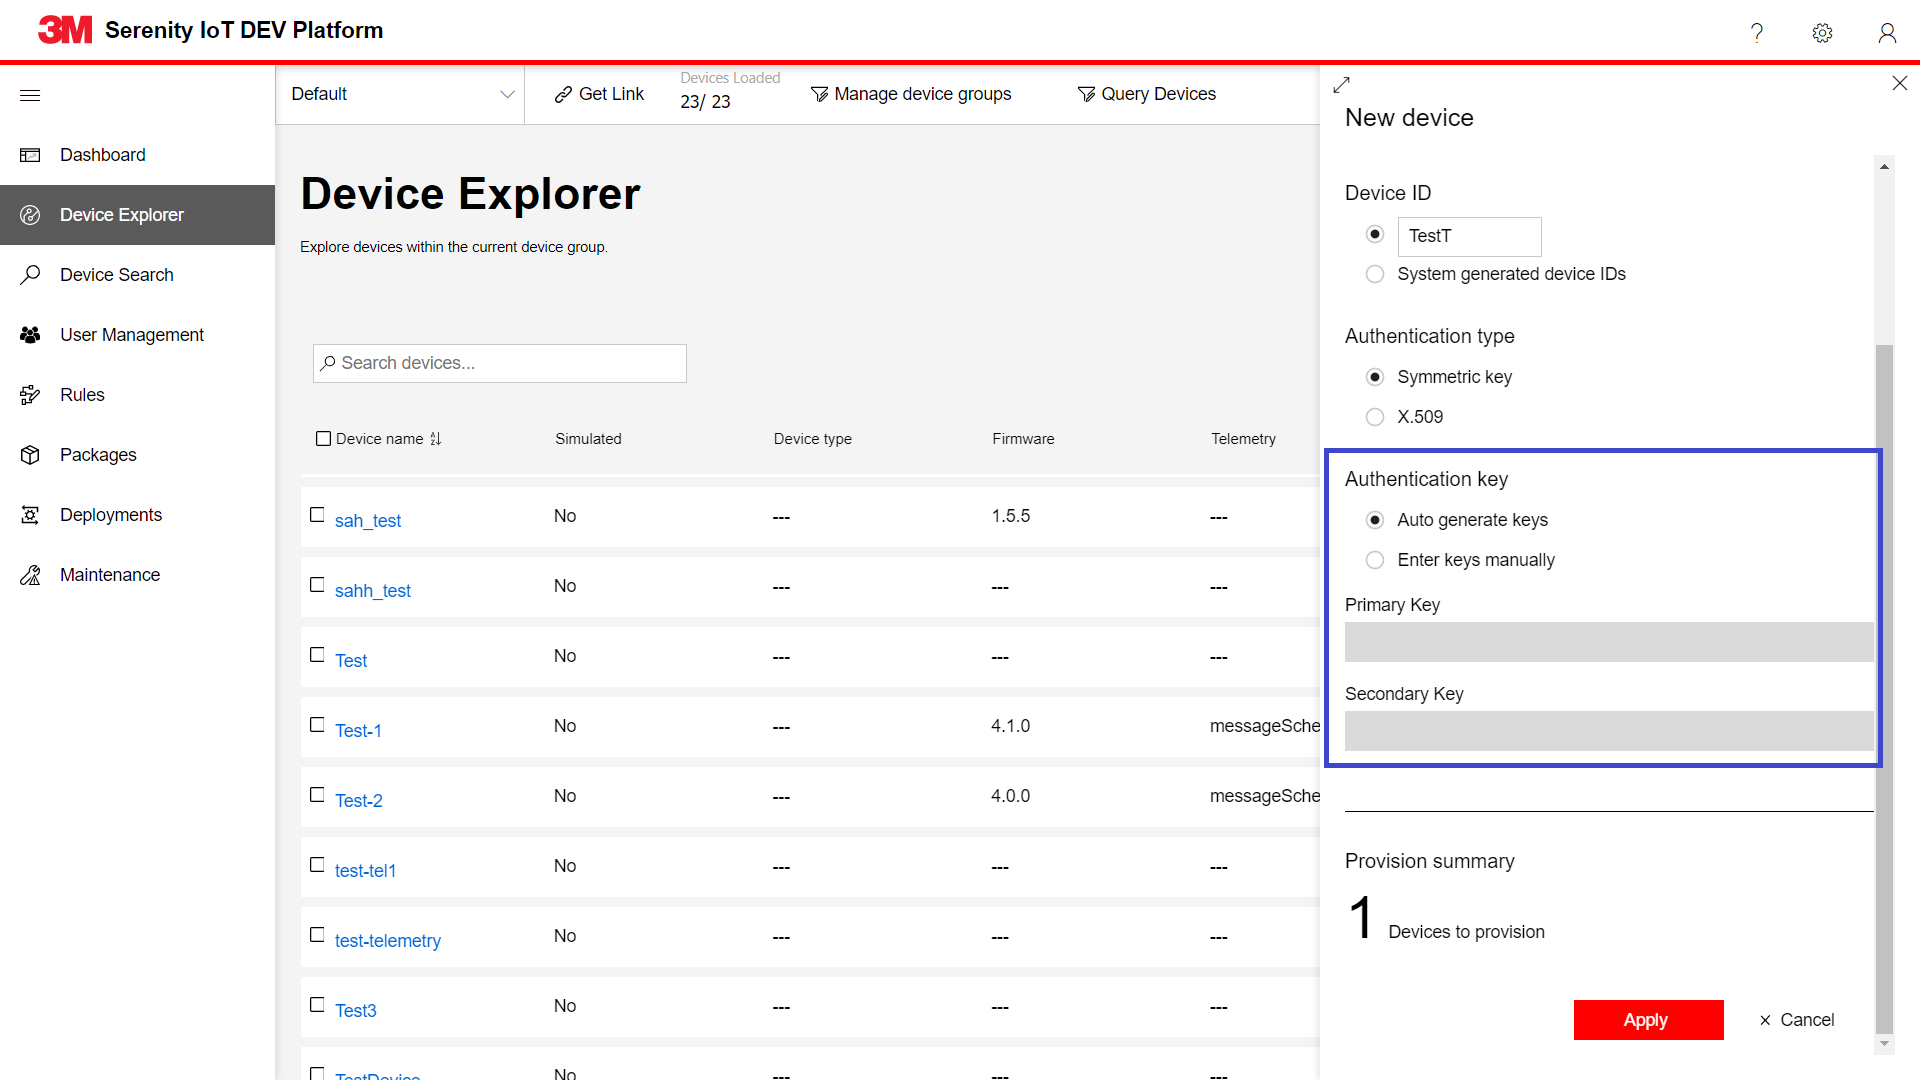 3M Serenity IoT DEV Platform
Default
Get Link
Devices Loaded
23/ 23
Manage device groups
Query Devices
Dashboard
Device Explorer
Device Search
User Management
Rules
Packages
Deployments
Maintenance
Device Explorer
Explore devices within the current device group.
Search devices...
Device name Simulated Device type Firmware Telemetry
sah_test No --- 1.5.5 ---
sahh_test No --- --- ---
Test No --- --- ---
Test-1 No --- 4.1.0 messageSche
Test-2 No --- 4.0.0 messageSche
test-tel1 No --- --- ---
test-telemetry No --- --- ---
Test3 No --- --- ---
TestDevice No --- --- ---
New device
Device ID
TestT
System generated device IDs
Authentication type
Symmetric key
X.509
Authentication key
Auto generate keys
Enter keys manually
Primary Key
Secondary Key
Provision summary
1 Devices to provision
Apply
Cancel